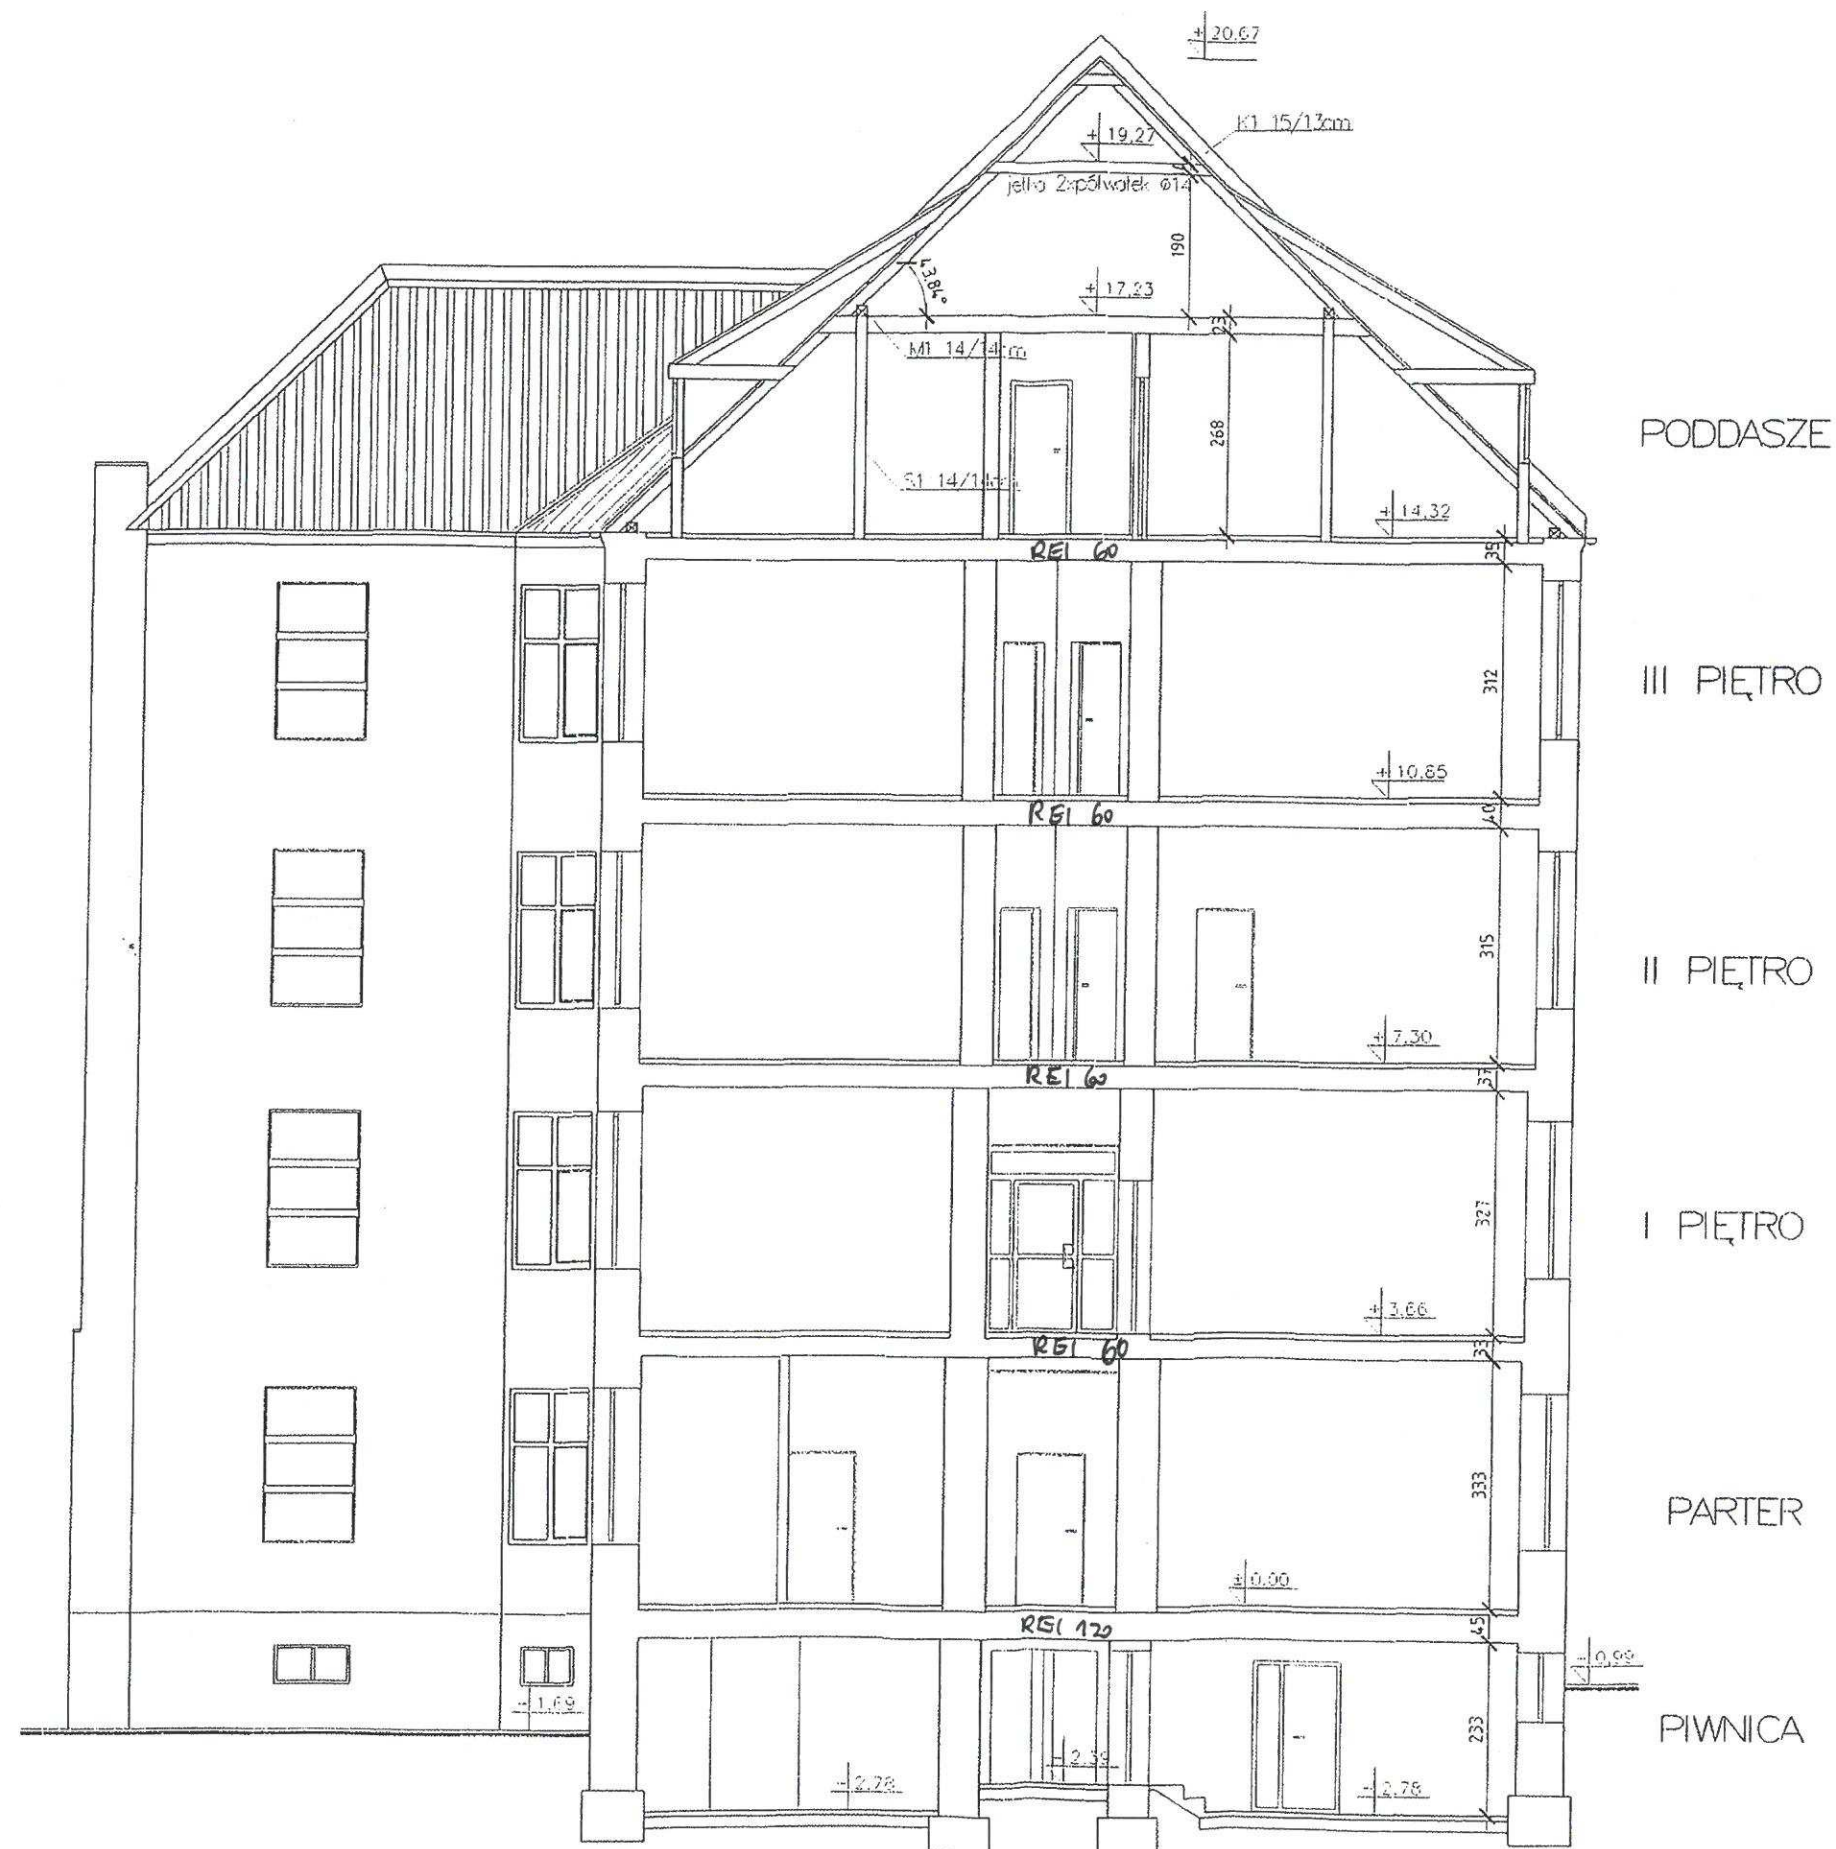 + 20,67
K1 15/13cm
+ 19,27
jetka 2xpółwałek ø14
190
43,84°
+ 17,23
23
M1 14/14cm
268
PODDASZE
S1 14/14cm
+ 14,32
REI 60
35
312
III PIĘTRO
+ 10,85
REI 60
40
315
II PIĘTRO
+ 7,30
REI 60
37
327
I PIĘTRO
+ 3,66
REI 60
33
333
PARTER
± 0,00
REI 120
45
- 0,99
- 1,69
233
PIWNICA
- 2,39
- 2,78
- 2,78